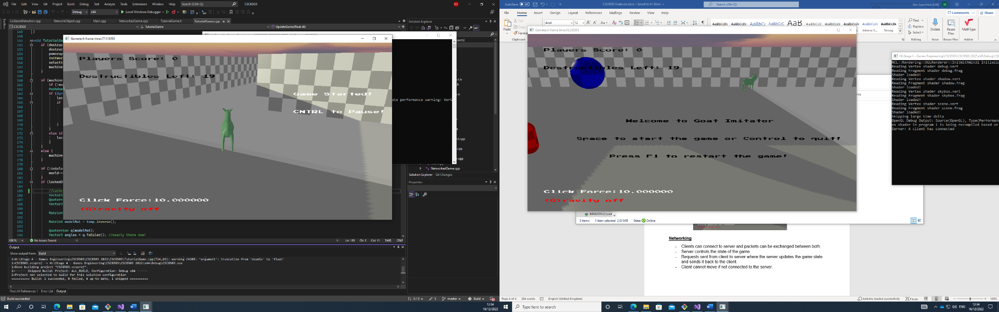 File Edit View Git Project Build Debug Test Analyze Tools Extensions Window Help Search (Ctrl+Q) CSC8503 BS
Debug x64 Local Windows Debugger
CollisionDetection.cpp NetworkObject.cpp Main.cpp NetworkedGame.cpp TutorialGame.h TutorialGame.cpp
CSC8503 TutorialGame UpdateGame(float dt)
149 }
150
151 void TutorialGa
152 if (destruc
153 destruc
154 powerup
155 InitWor
156 selecti
157 machine
158 }
159
160 if (machine
161 if (!ma
162 Pushdow
163 if (dyn
164 loc
165 if
166
167
168
169
170 }
171 }
172 else if
173 loc
174 }
175 }
176 else {
177 machine
178 }
179
180 if (!inSele
181 world->
182 }
183 if (lockedO
184
185 //Locke
186 Vector3
187 Quatern
188 Vector3
189
190 Matrix4
191
192 Matrix4 modelMat = temp.Inverse();
193
194 Quaternion q(modelMat);
195 Vector3 angles = q.ToEuler(); //nearly there now!
100 % No issues found Ln: 185 Ch: 5 Col: 11 TABS CRLF
Gametech frame time:27.518200
Players Score: 0
Destructibles Left: 19
Game Started!
CNTRL to Pause!
Click Force:10.000000
(G)ravity off
ate performance warning: Vert
Solution Explorer
NetworkedGame.cpp
Solution Explorer Git Changes
Properties
Output
Show output from: Build
1>H:\Stage 4 - Games Engineering\CSC8503\CSC8503 2022\CSC8503\TutorialGame.cpp(724,69): warning C4305: 'argument': truncation from 'double' to 'float'
1>CSC8503.vcxproj -> H:\Stage 4 - Games Engineering\CSC8503\CSC8503 2022\x64\Debug\CSC8503.exe
1>Done building project "CSC8503.vcxproj".
2>------ Skipped Build: Project: ALL_BUILD, Configuration: Debug x64 ------
2>Project not selected to build for this solution configuration
========== Build: 1 succeeded, 0 failed, 4 up-to-date, 1 skipped ==========
Find All References 1 Error List Output
Build succeeded 0 / 0 5 master Build
12:34
16/12/2022
AutoSave Off CSC8503 Features.docx • Saved to H: Drive Search (Alt+Q) Ben Summers (UG) BS
File Home Insert Design Layout References Mailings Review View Help Comments Share
Cut
Copy
Format
Paste
Clipboard
Arial 12
AaBbCcDc AaBbCcDc AaBbCc AaBbCcD AaB AaBbCcD AaBbCcDc AaBbCcDc AaBbCcDc AaBbCcDc
Intense E... Strong
Find
Replace
Select
Editing
Dictate
Voice
Reuse Files
Reuse Files
MathType
Add-in
Gametech frame time:16.252001
Players Score: 0
Destructibles Left: 19
Welcome to Goat Imitator
Space to start the game or Control to quit!
Press F1 to restart the game!
Click Force:10.000000
(G)ravity off
H:\Stage 4 - Games Engineering\CSC8503\CSC8503 2022\x64\Debug\CSC
NCL::Rendering::OGLRenderer::InitWithWin32 Initialis
Reading Vertex shader debug.vert
Reading Fragment shader debug.frag
Shader loaded!
Reading Vertex shader shadow.vert
Reading Fragment shader shadow.frag
Shader loaded!
Reading Vertex shader skybox.vert
Reading Fragment shader skybox.frag
Shader loaded!
Reading Vertex shader scene.vert
Reading Fragment shader scene.frag
Shader loaded!
Skipping large time delta
OpenGL Debug Output: Source(OpenGL), Type(Performanc
ex shader in program 1 is being recompiled based on
Server: A client has connected
b9032016 (\\cam
8 items 1 item selected 2.04 MB State: Online
Networking
- Clients can connect to server and packets can be exchanged between both.
- Server controls the state of the game.
- Requests sent from client to server where the server updates the game state
and sends it back to the client.
- Client cannot move if not connected to the server.
Page 4 of 4 564 words English (United Kingdom) Add-ins loaded successfully Focus 100%
Type here to search
ENG
12:34
16/12/2022